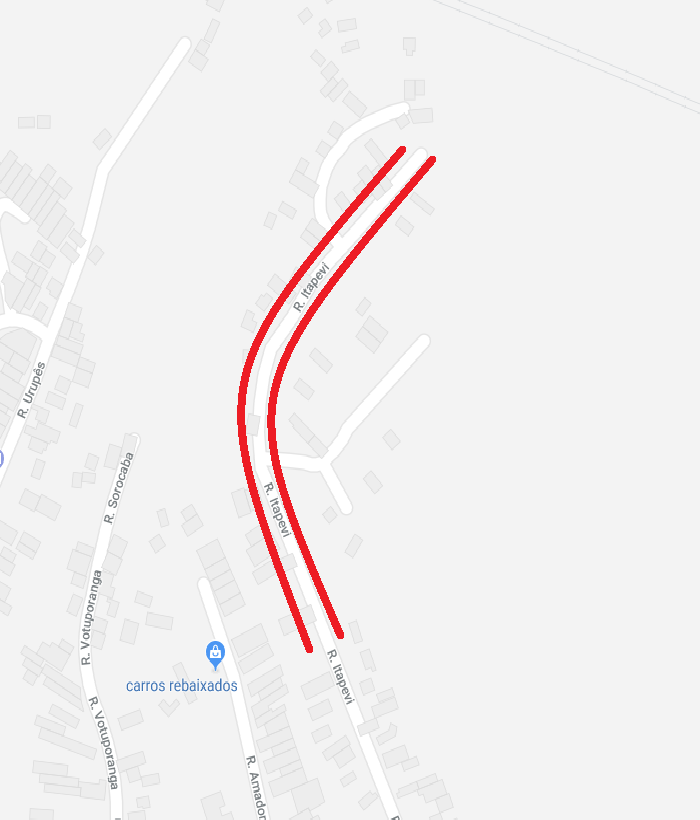 R. Itapevi
R. Urupês
R. Sorocaba
R. Itapevi
R. Votuporanga
R. Itapevi
carros rebaixados
R. Votuporanga
R. Amador